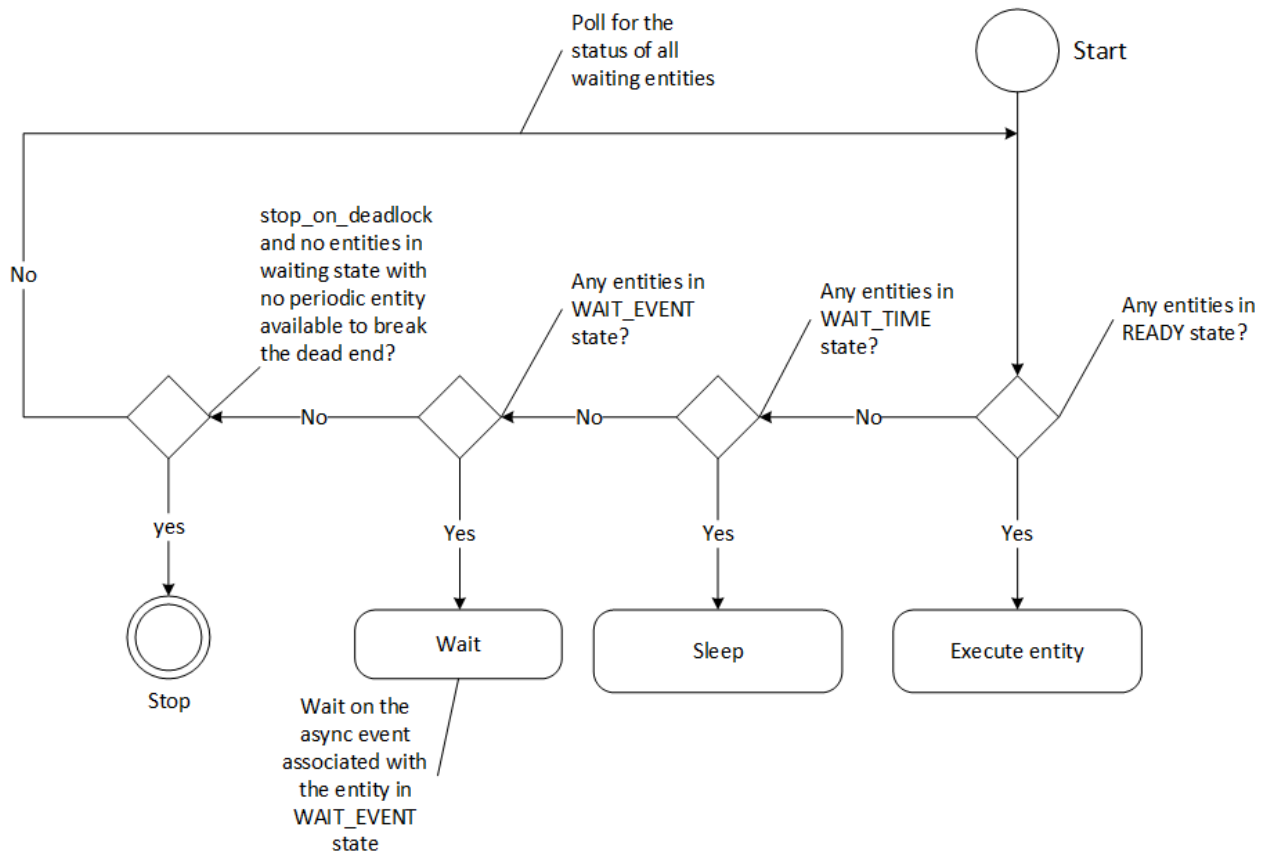 Poll for the
status of all
waiting entities
Start
stop_on_deadlock
and no entities in
waiting state with
no periodic entity
available to break
the dead end?
No
Any entities in
WAIT_EVENT
state?
Any entities in
WAIT_TIME
state?
Any entities in
READY state?
No
No
No
yes
Yes
Yes
Yes
Stop
Wait
Sleep
Execute entity
Wait on the
async event
associated with
the entity in
WAIT_EVENT
state